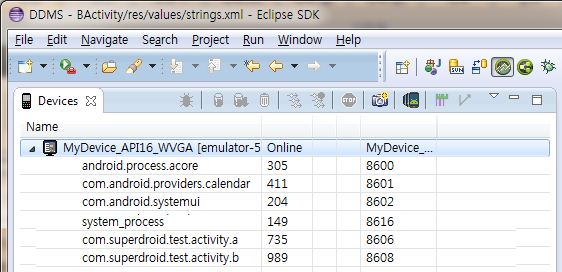 DDMS - BActivity/res/values/strings.xml - Eclipse SDK
File Edit Navigate Search Project Run Window Help
Devices
Name
MyDevice_API16_WVGA [emulator-5 Online MyDevice_...
android.process.acore 305 8600
com.android.providers.calendar 411 8601
com.android.systemui 204 8602
system_process 149 8616
com.superdroid.test.activity.a 735 8606
com.superdroid.test.activity.b 989 8608